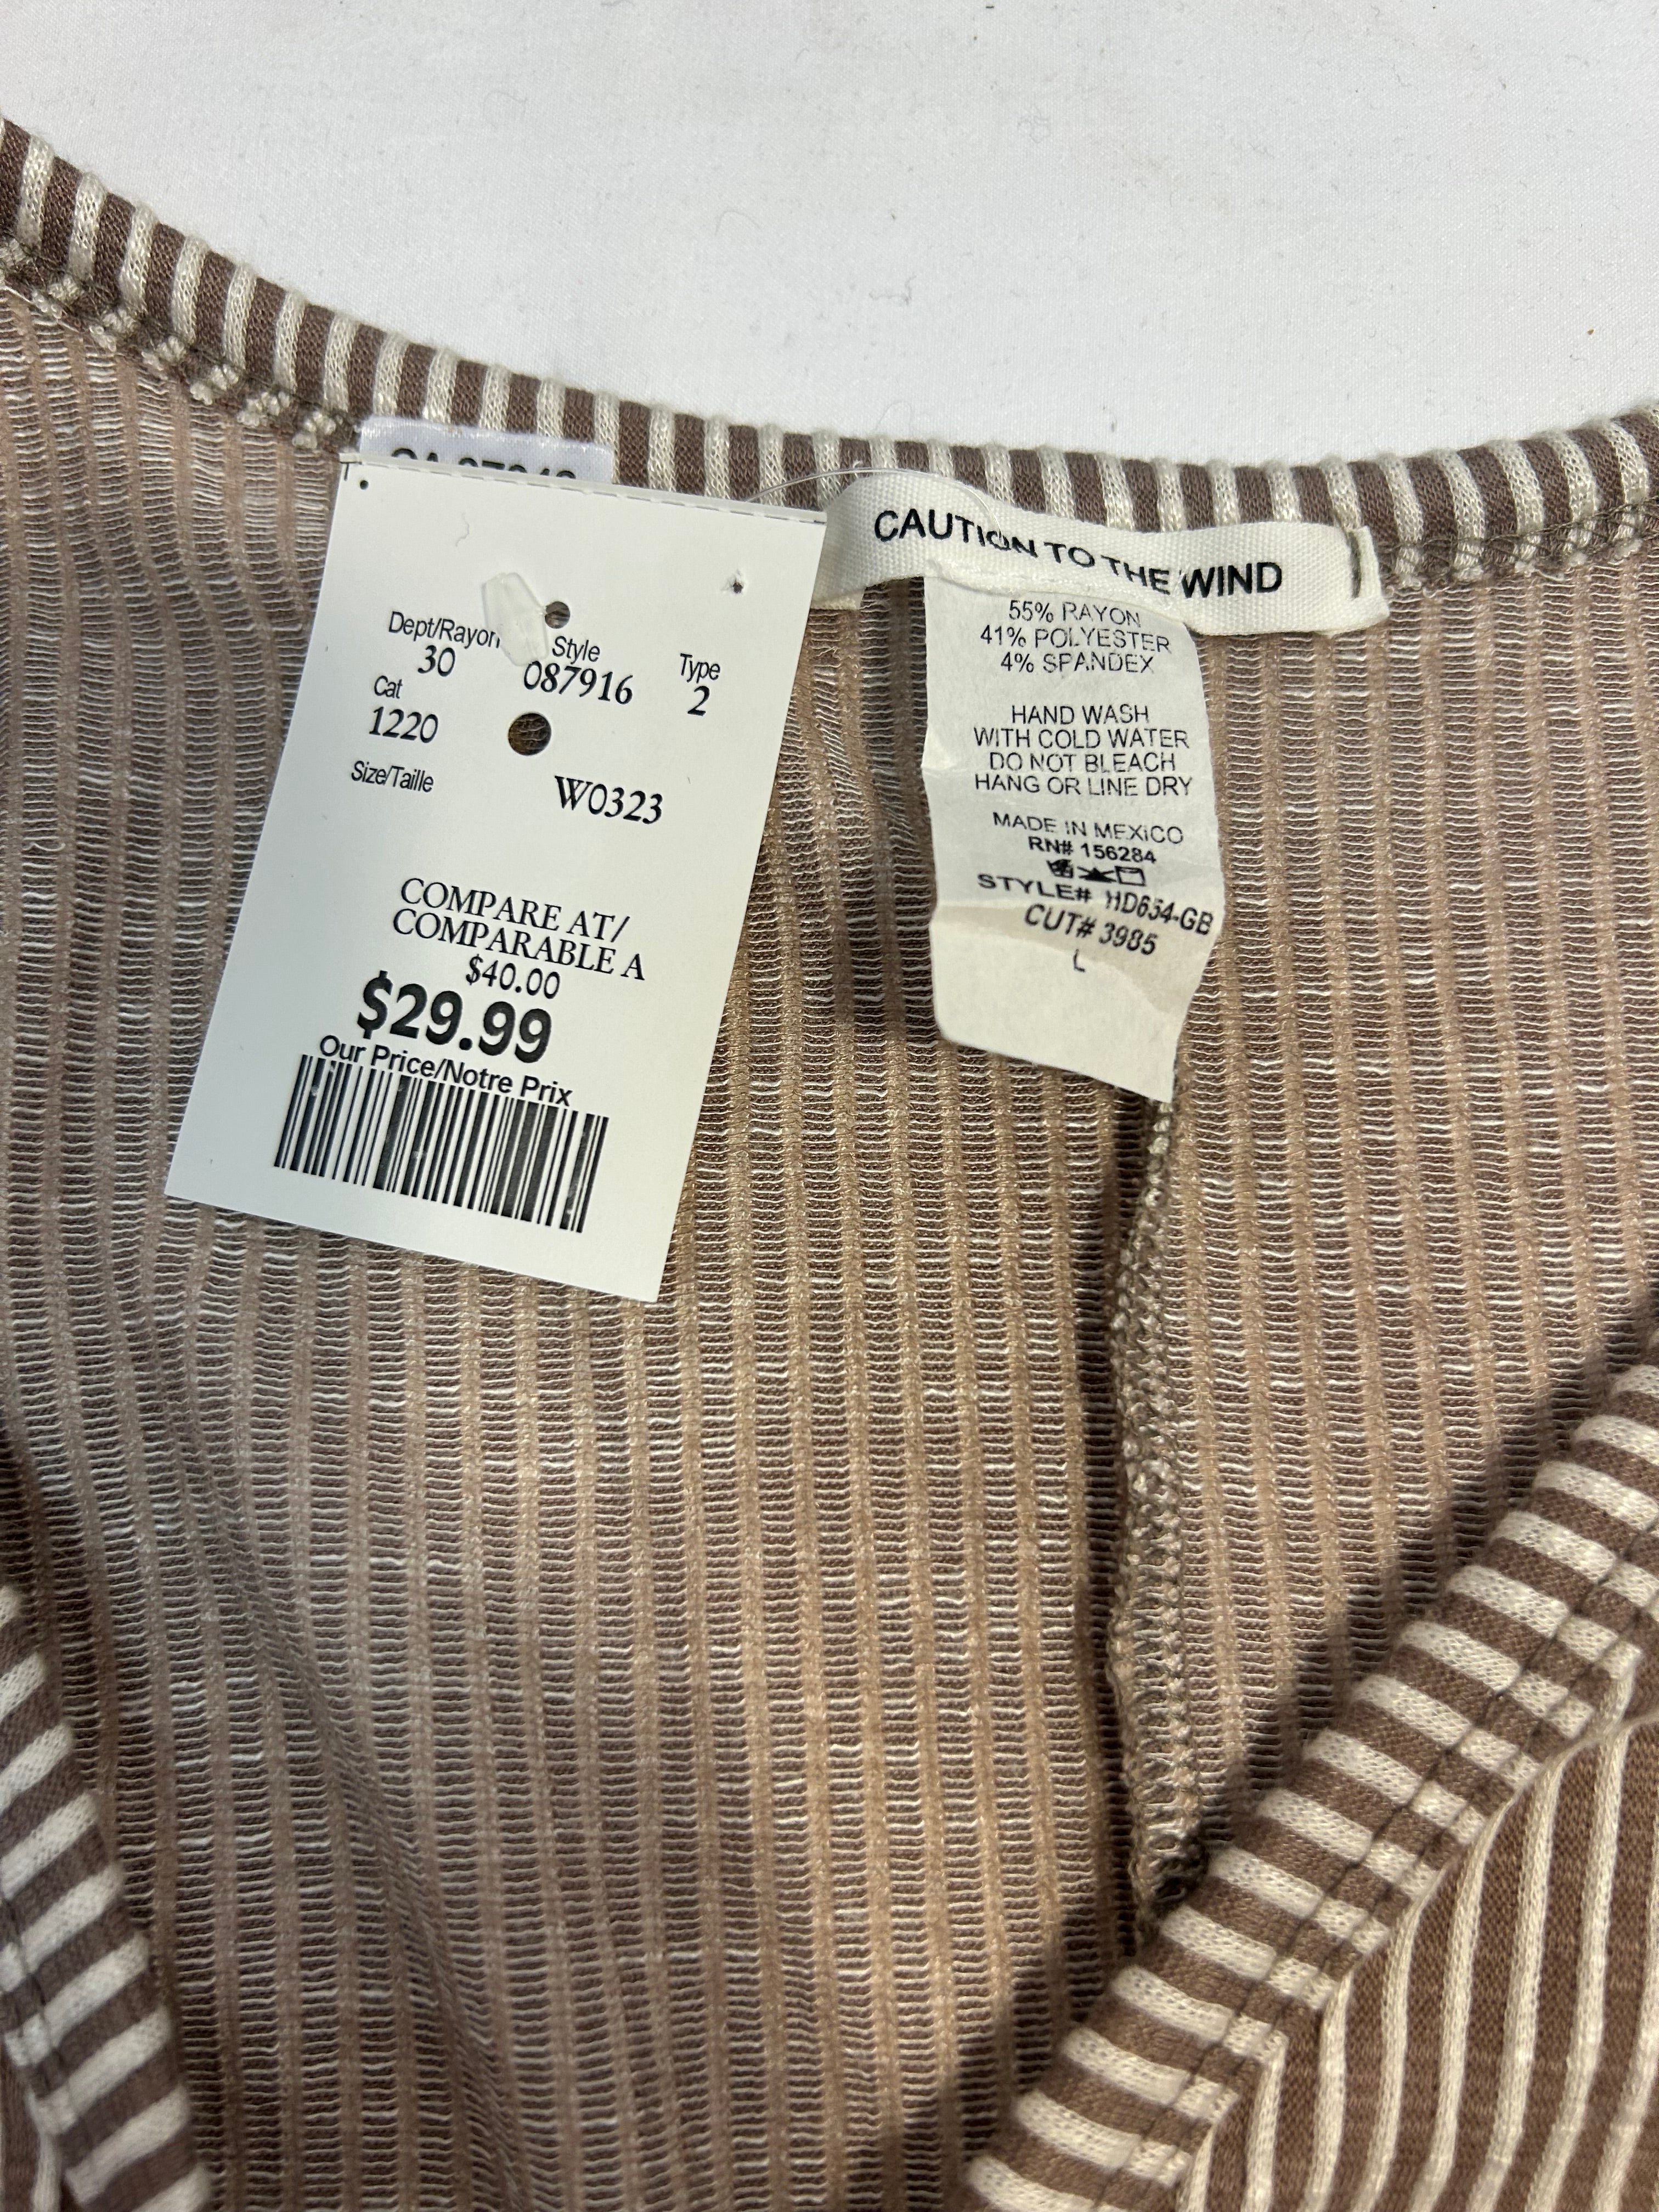 CAUTION TO THE WIND
55% RAYON
41% POLYESTER
4% SPANDEX
HAND WASH
WITH COLD WATER
DO NOT BLEACH
HANG OR LINE DRY
MADE IN MEXICO
RN# 156284
STYLE# HD654-GB
CUT# 3985
L
Dept/Rayon Style Type
30 087916 2
Cat
1220
Size/Taille W0323
COMPARE AT/
COMPARABLE A
$40.00
$29.99
Our Price/Notre Prix